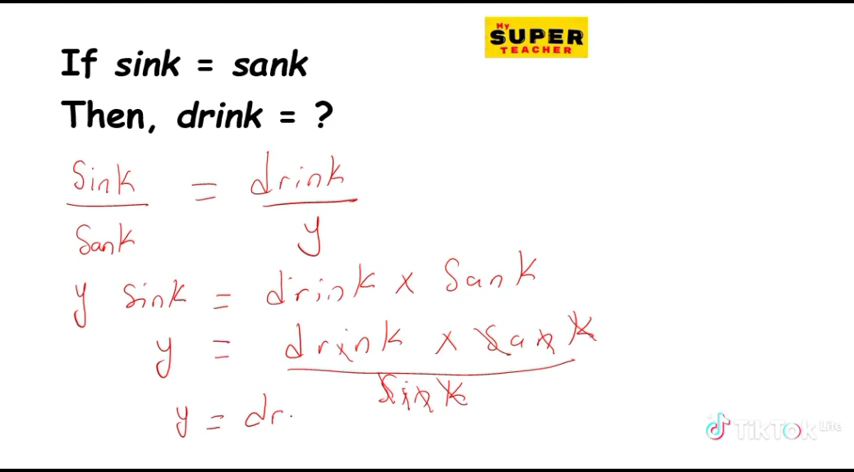 My
SUPER
TEACHER
If sink = sank
Then, drink = ?
Sink = drink
Sank y
y sink = drink x Sank
y = drink x Sank
Sink
y = dr.
TikTok Lite